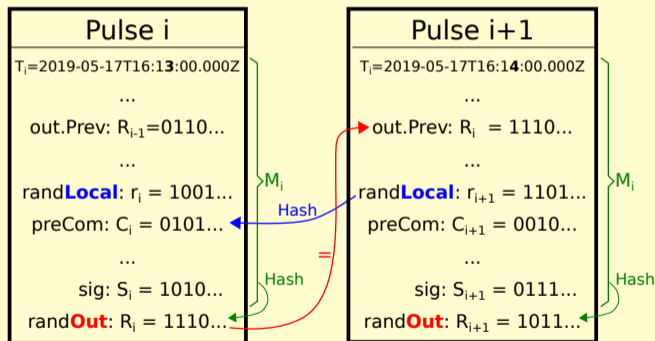 Pulse i
Tᵢ=2019-05-17T16:13:00.000Z
...
out.Prev: Rᵢ₋₁=0110...
...
randLocal: rᵢ = 1001...
preCom: Cᵢ = 0101...
...
sig: Sᵢ = 1010...
randOut: Rᵢ = 1110...
Mᵢ
Hash
Hash
=
Pulse i+1
Tᵢ=2019-05-17T16:14:00.000Z
...
out.Prev: Rᵢ = 1110...
...
randLocal: rᵢ₊₁ = 1101...
preCom: Cᵢ₊₁ = 0010...
...
sig: Sᵢ₊₁ = 0111...
randOut: Rᵢ₊₁ = 1011...
Mᵢ
Hash